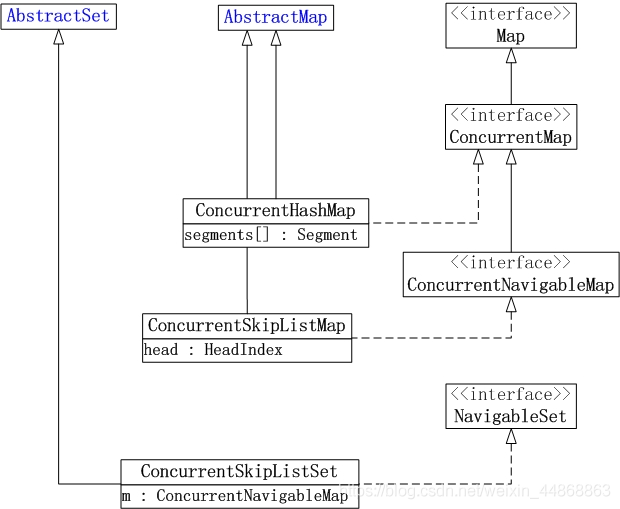 AbstractSet
AbstractMap
<<interface>>
Map
<<interface>>
ConcurrentMap
ConcurrentHashMap
segments[] : Segment
<<interface>>
ConcurrentNavigableMap
ConcurrentSkipListMap
head : HeadIndex
<<interface>>
NavigableSet
ConcurrentSkipListSet
m : ConcurrentNavigableMap
https://blog.csdn.net/weixin_44868863